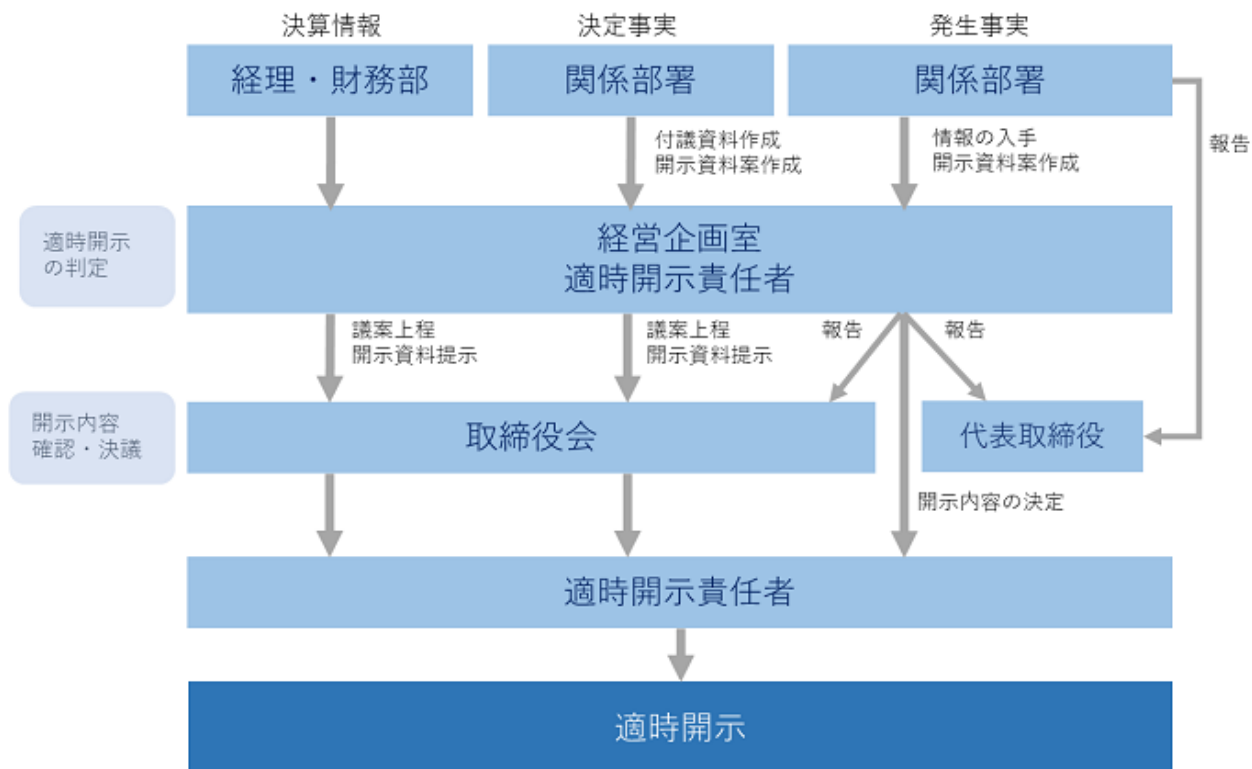 決算情報
決定事実
発生事実
経理・財務部
関係部署
関係部署
付議資料作成
開示資料案作成
情報の入手
開示資料案作成
報告
適時開示
の判定
経営企画室
適時開示責任者
議案上程
開示資料提示
議案上程
開示資料提示
報告
報告
開示内容
確認・決議
取締役会
代表取締役
開示内容の決定
適時開示責任者
適時開示